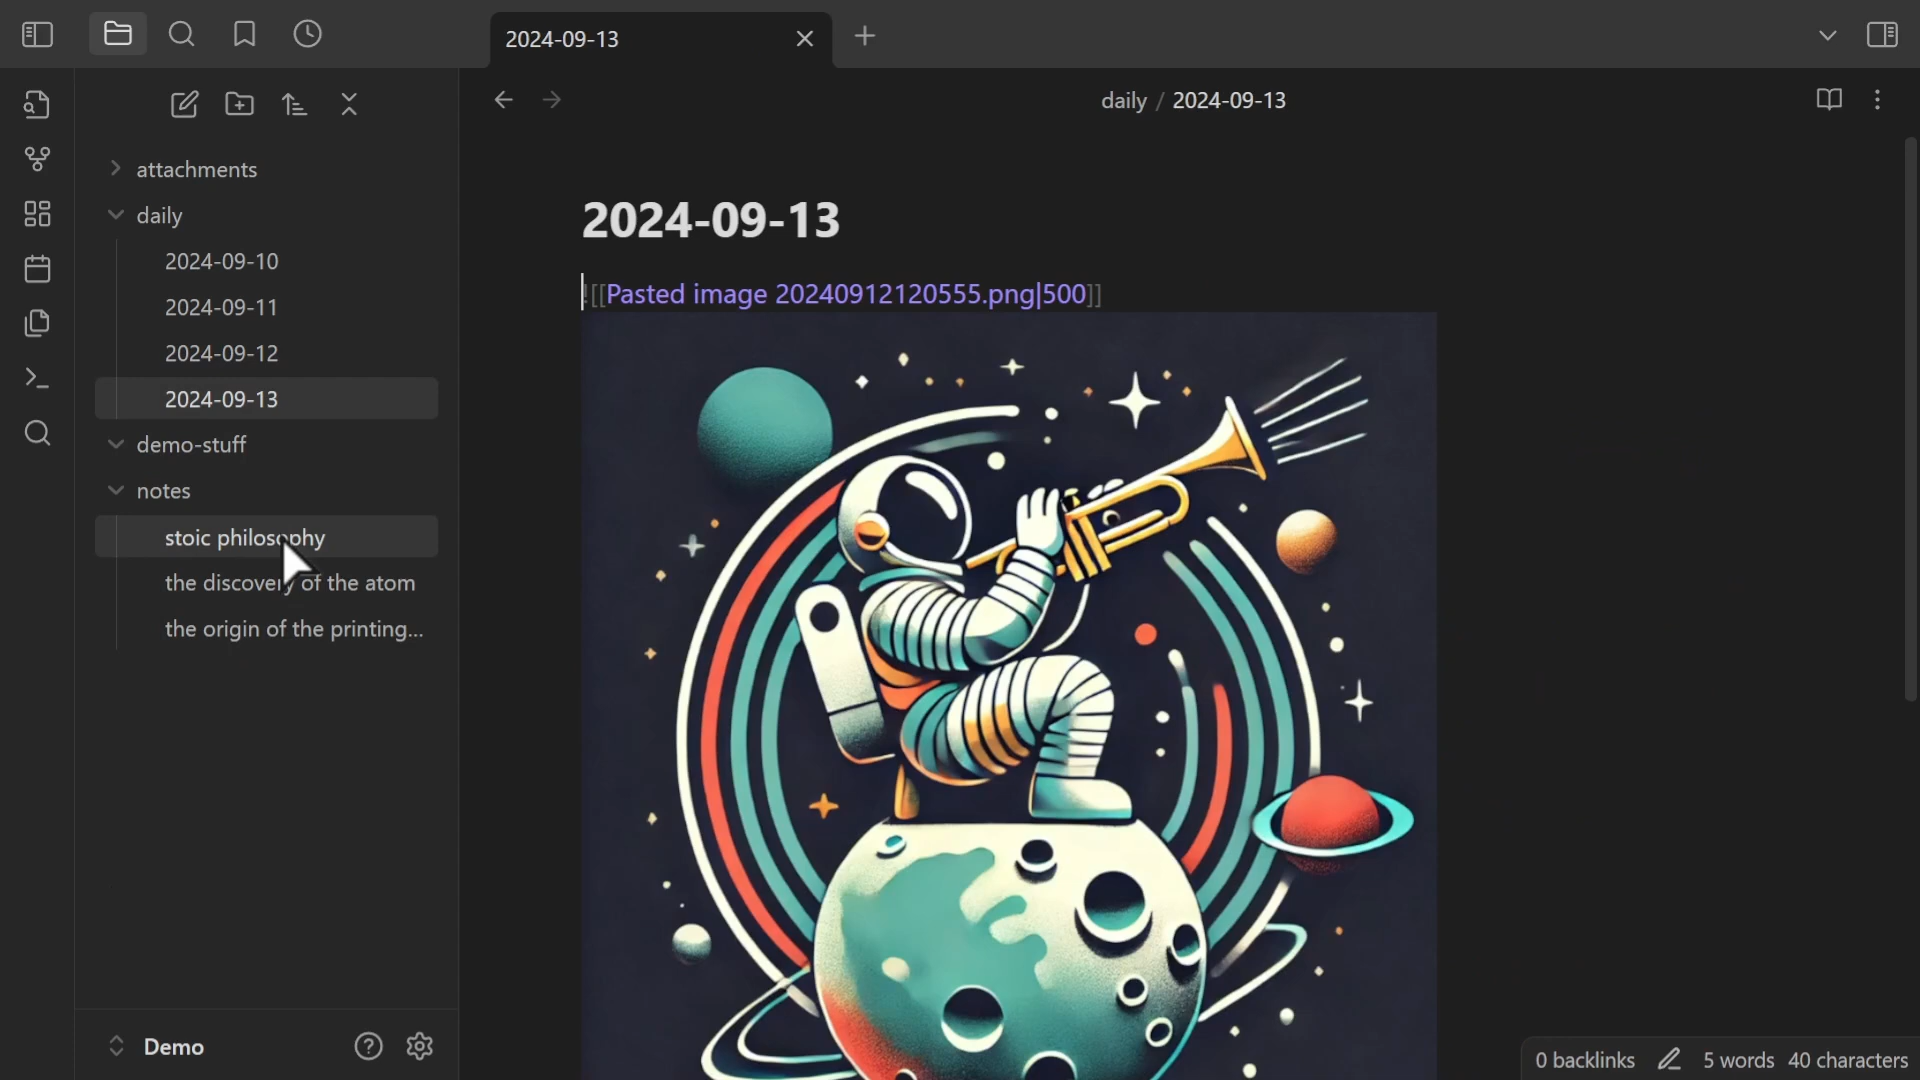 2024-09-13
daily / 2024-09-13
attachments
daily
2024-09-10
2024-09-11
2024-09-12
2024-09-13
demo-stuff
notes
stoic philosophy
the discovery of the atom
the origin of the printing...
Demo
2024-09-13
![[Pasted image 20240912120555.png|500]]
0 backlinks 5 words 40 characters